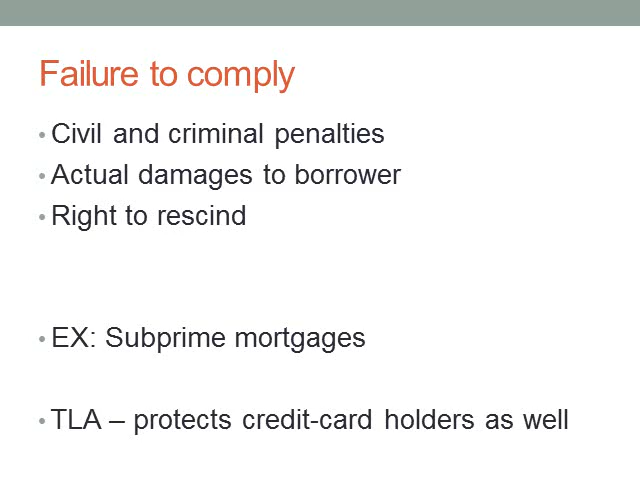 Failure to comply
• Civil and criminal penalties
• Actual damages to borrower
• Right to rescind
• EX: Subprime mortgages
• TLA – protects credit-card holders as well